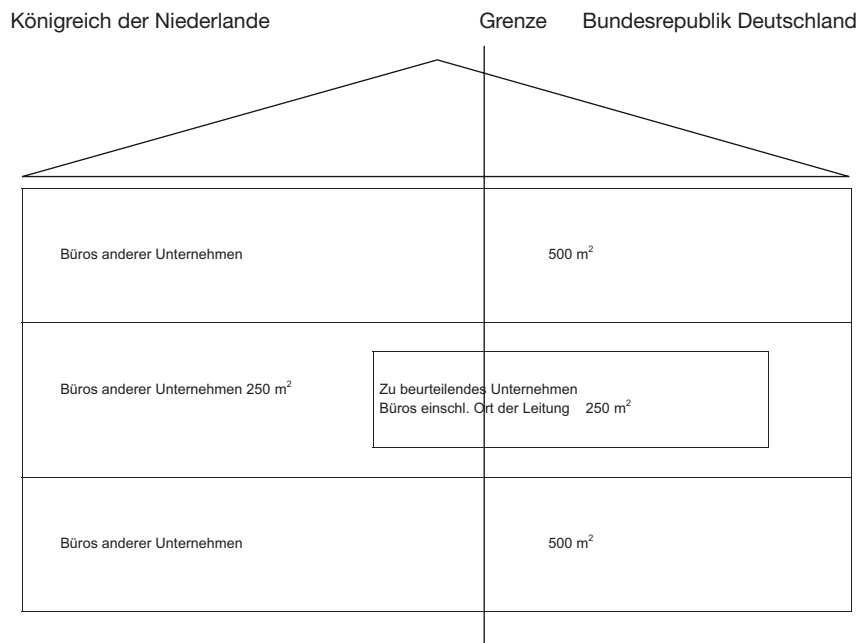 Königreich der Niederlande Grenze Bundesrepublik Deutschland
Büros anderer Unternehmen 500 m²
Büros anderer Unternehmen 250 m² Zu beurteilendes Unternehmen
Büros einschl. Ort der Leitung 250 m²
Büros anderer Unternehmen 500 m²